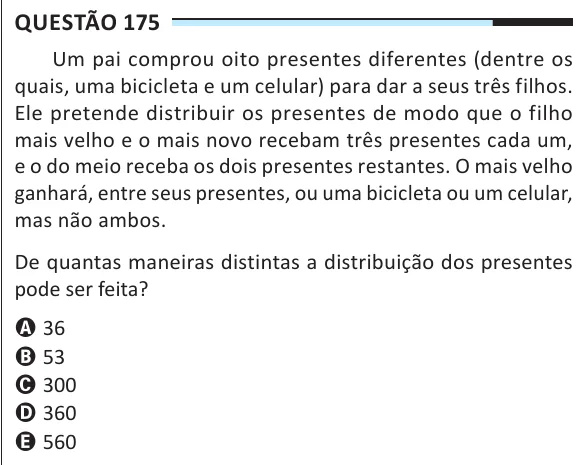 QUESTÃO 175
Um pai comprou oito presentes diferentes (dentre os
quais, uma bicicleta e um celular) para dar a seus três filhos.
Ele pretende distribuir os presentes de modo que o filho
mais velho e o mais novo recebam três presentes cada um,
e o do meio receba os dois presentes restantes. O mais velho
ganhará, entre seus presentes, ou uma bicicleta ou um celular,
mas não ambos.
De quantas maneiras distintas a distribuição dos presentes
pode ser feita?
A 36
B 53
C 300
D 360
E 560